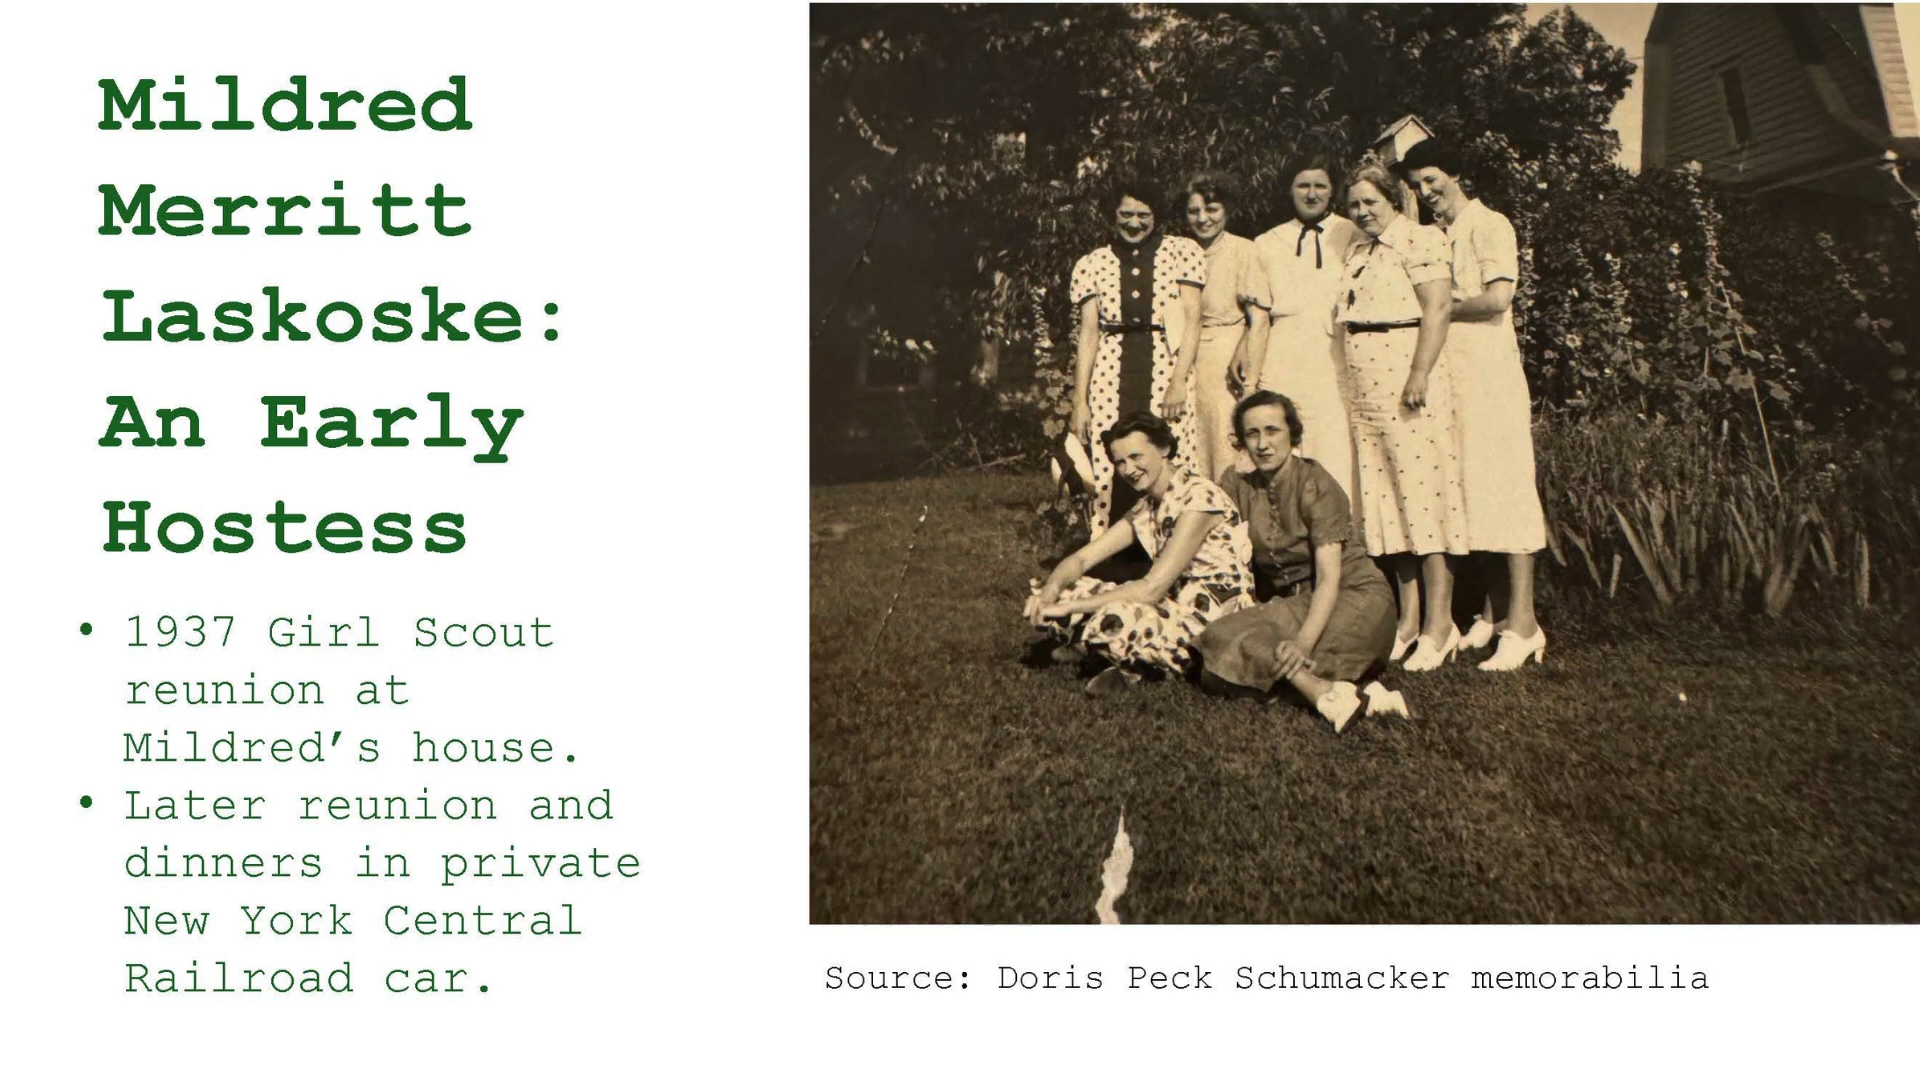 Mildred
Merritt
Laskoske:
An Early
Hostess
• 1937 Girl Scout
reunion at
Mildred’s house.
• Later reunion and
dinners in private
New York Central
Railroad car.
Source: Doris Peck Schumacker memorabilia